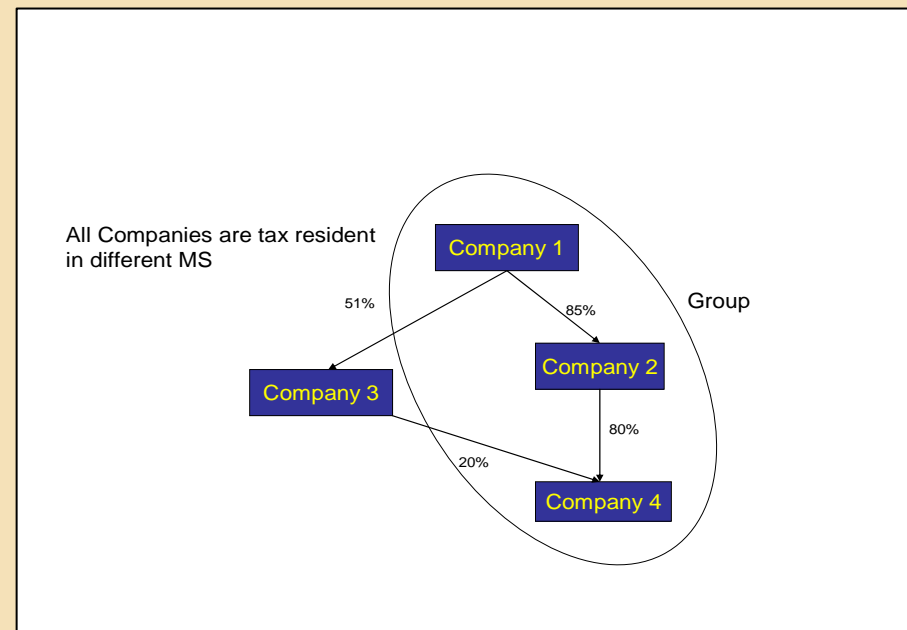 All Companies are tax resident
in different MS
Company 1
51%
85%
Group
Company 2
Company 3
80%
20%
Company 4